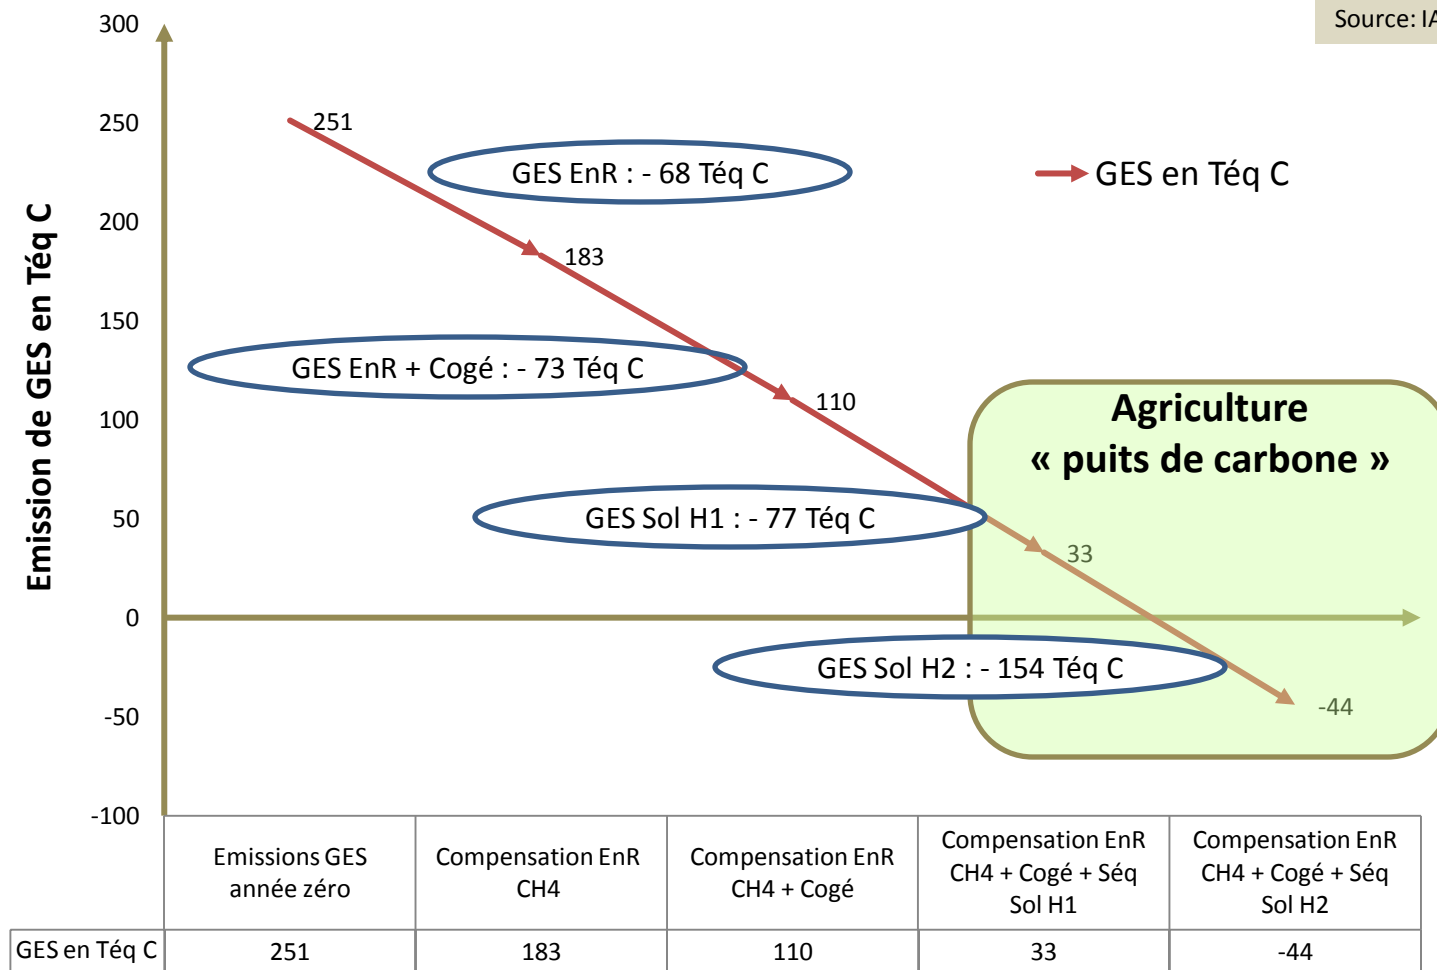 Source: IA
300
250
200
150
100
50
0
-50
-100
Emission de GES en Téq C
251
183
110
33
-44
GES EnR : - 68 Téq C
GES en Téq C
GES EnR + Cogé : - 73 Téq C
Agriculture
« puits de carbone »
GES Sol H1 : - 77 Téq C
GES Sol H2 : - 154 Téq C
Emissions GES
année zéro
Compensation EnR
CH4
Compensation EnR
CH4 + Cogé
Compensation EnR
CH4 + Cogé + Séq
Sol H1
Compensation EnR
CH4 + Cogé + Séq
Sol H2
GES en Téq C 251 183 110 33 -44